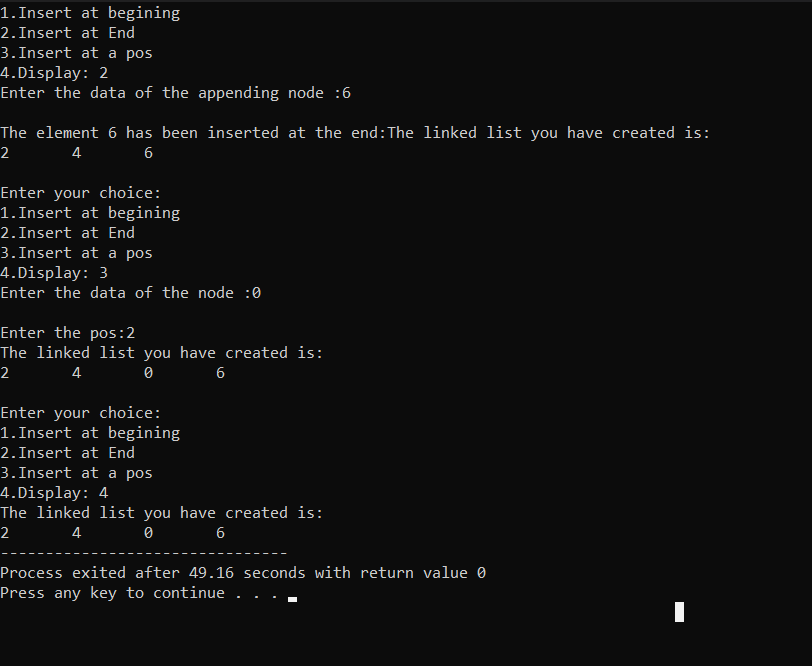 1.Insert at begining
2.Insert at End
3.Insert at a pos
4.Display: 2
Enter the data of the appending node :6
The element 6 has been inserted at the end:The linked list you have created is:
2 4 6
Enter your choice:
1.Insert at begining
2.Insert at End
3.Insert at a pos
4.Display: 3
Enter the data of the node :0
Enter the pos:2
The linked list you have created is:
2 4 0 6
Enter your choice:
1.Insert at begining
2.Insert at End
3.Insert at a pos
4.Display: 4
The linked list you have created is:
2 4 0 6
--------------------------------
Process exited after 49.16 seconds with return value 0
Press any key to continue . . .